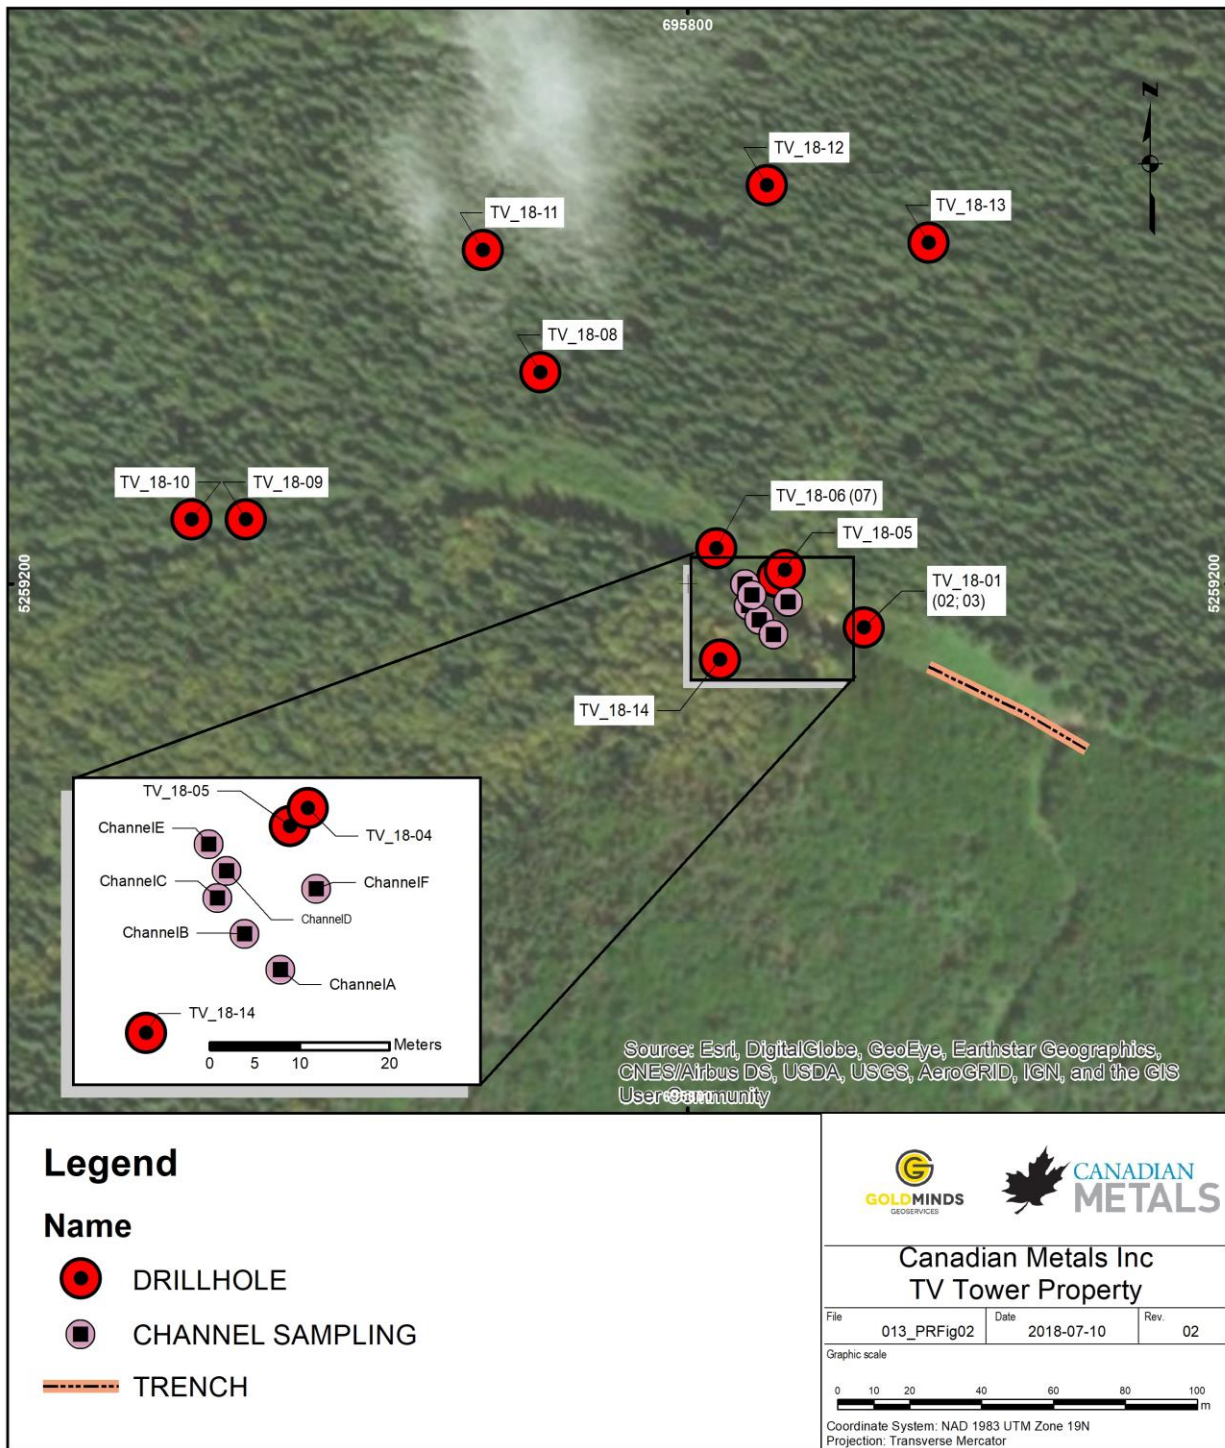 695800
N
TV_18-12
TV_18-13
TV_18-11
TV_18-08
TV_18-10
TV_18-09
TV_18-06 (07)
TV_18-05
5259200
5259200
TV_18-01
(02; 03)
TV_18-14
TV_18-05
TV_18-04
ChannelE
ChannelC
ChannelF
ChannelD
ChannelB
ChannelA
TV_18-14
0 5 10 20
Meters
Source: Esri, DigitalGlobe, GeoEye, Earthstar Geographics,
CNES/Airbus DS, USDA, USGS, AeroGRID, IGN, and the GIS
User Community
695800
Legend
Name
DRILLHOLE
CHANNEL SAMPLING
TRENCH
G
GOLDMINDS
GEOSERVICES
CANADIAN
METALS
Canadian Metals Inc
TV Tower Property
File
013_PRFig02
Date
2018-07-10
Rev.
02
Graphic scale
0 10 20 40 60 80 100
m
Coordinate System: NAD 1983 UTM Zone 19N
Projection: Transverse Mercator